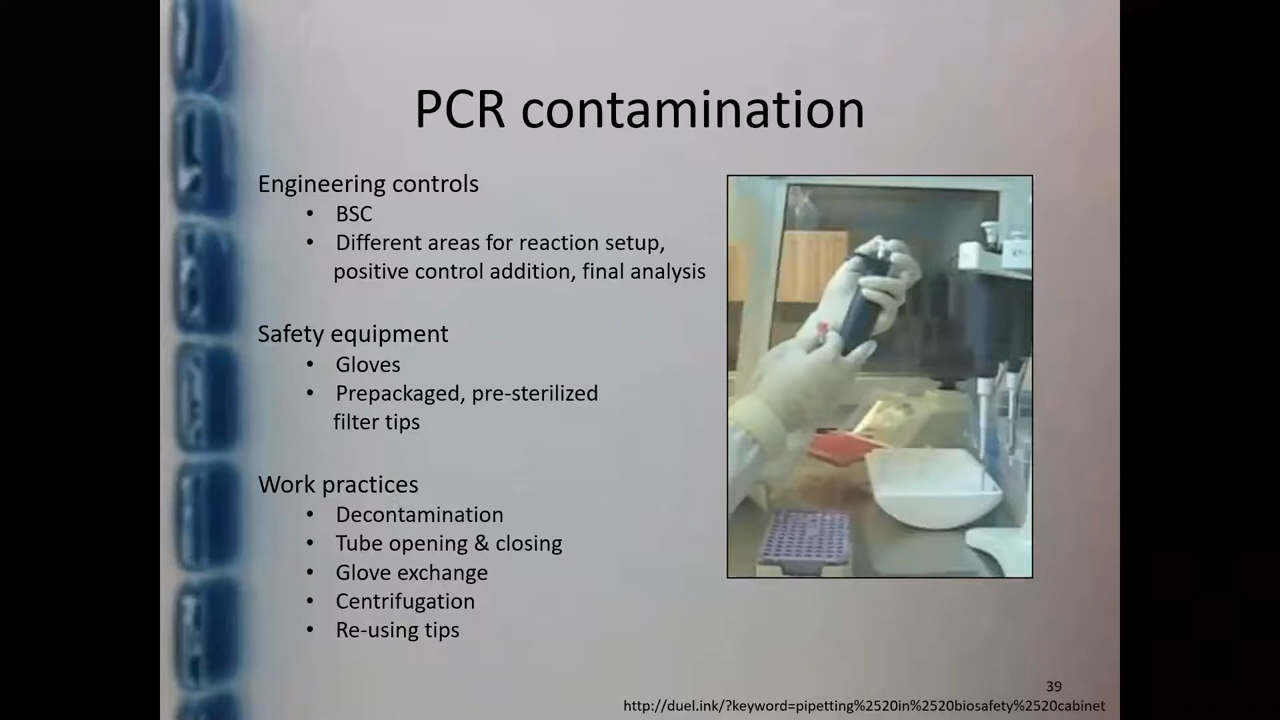 PCR contamination
Engineering controls
• BSC
• Different areas for reaction setup,
positive control addition, final analysis
Safety equipment
• Gloves
• Prepackaged, pre-sterilized
filter tips
Work practices
• Decontamination
• Tube opening & closing
• Glove exchange
• Centrifugation
• Re-using tips
39
http://duel.ink/?keyword=pipetting%2520in%2520biosafety%2520cabinet